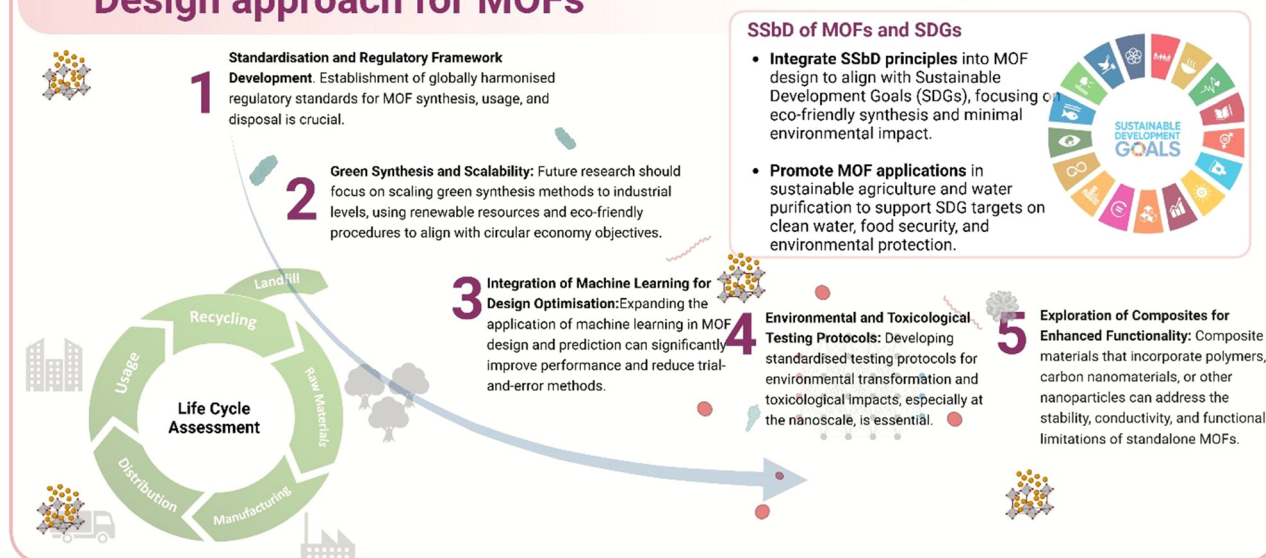 Design approach for MOFs
1
Standardisation and Regulatory Framework
Development. Establishment of globally harmonised
regulatory standards for MOF synthesis, usage, and
disposal is crucial.
2
Green Synthesis and Scalability: Future research should
focus on scaling green synthesis methods to industrial
levels, using renewable resources and eco-friendly
procedures to align with circular economy objectives.
3
Integration of Machine Learning for
Design Optimisation:Expanding the
application of machine learning in MOF
design and prediction can significantly
improve performance and reduce trial-
and-error methods.
4
Environmental and Toxicological
Testing Protocols: Developing
standardised testing protocols for
environmental transformation and
toxicological impacts, especially at
the nanoscale, is essential.
5
Exploration of Composites for
Enhanced Functionality: Composite
materials that incorporate polymers,
carbon nanomaterials, or other
nanoparticles can address the
stability, conductivity, and functional
limitations of standalone MOFs.
SSbD of MOFs and SDGs
• Integrate SSbD principles into MOF
design to align with Sustainable
Development Goals (SDGs), focusing on
eco-friendly synthesis and minimal
environmental impact.
• Promote MOF applications in
sustainable agriculture and water
purification to support SDG targets on
clean water, food security, and
environmental protection.
SUSTAINABLE
DEVELOPMENT
GOALS
Landfill
Recycling
Raw Materials
Manufacturing
Distribution
Usage
Life Cycle
Assessment